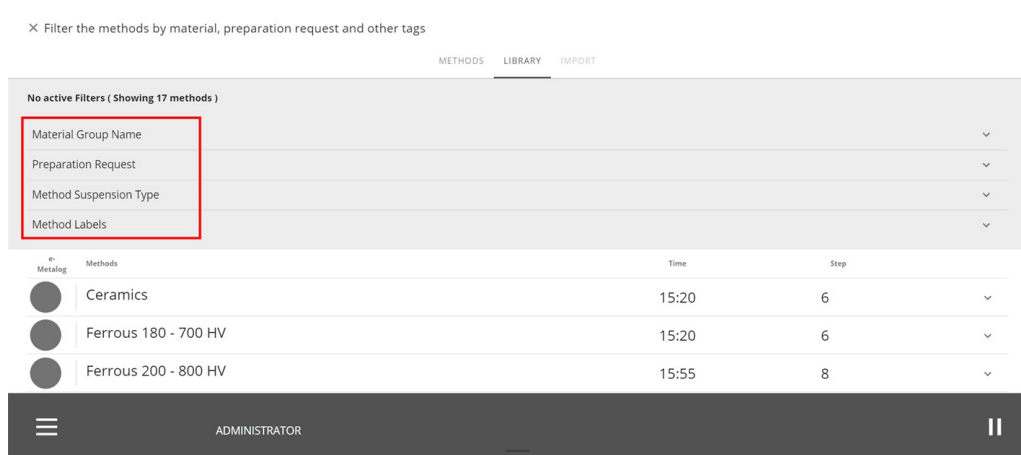 Filter the methods by material, preparation request and other tags
METHODS LIBRARY IMPORT
No active Filters ( Showing 17 methods )
Material Group Name
Preparation Request
Method Suspension Type
Method Labels
e-
Metalog Methods Time Step
Ceramics 15:20 6
Ferrous 180 - 700 HV 15:20 6
Ferrous 200 - 800 HV 15:55 8
ADMINISTRATOR